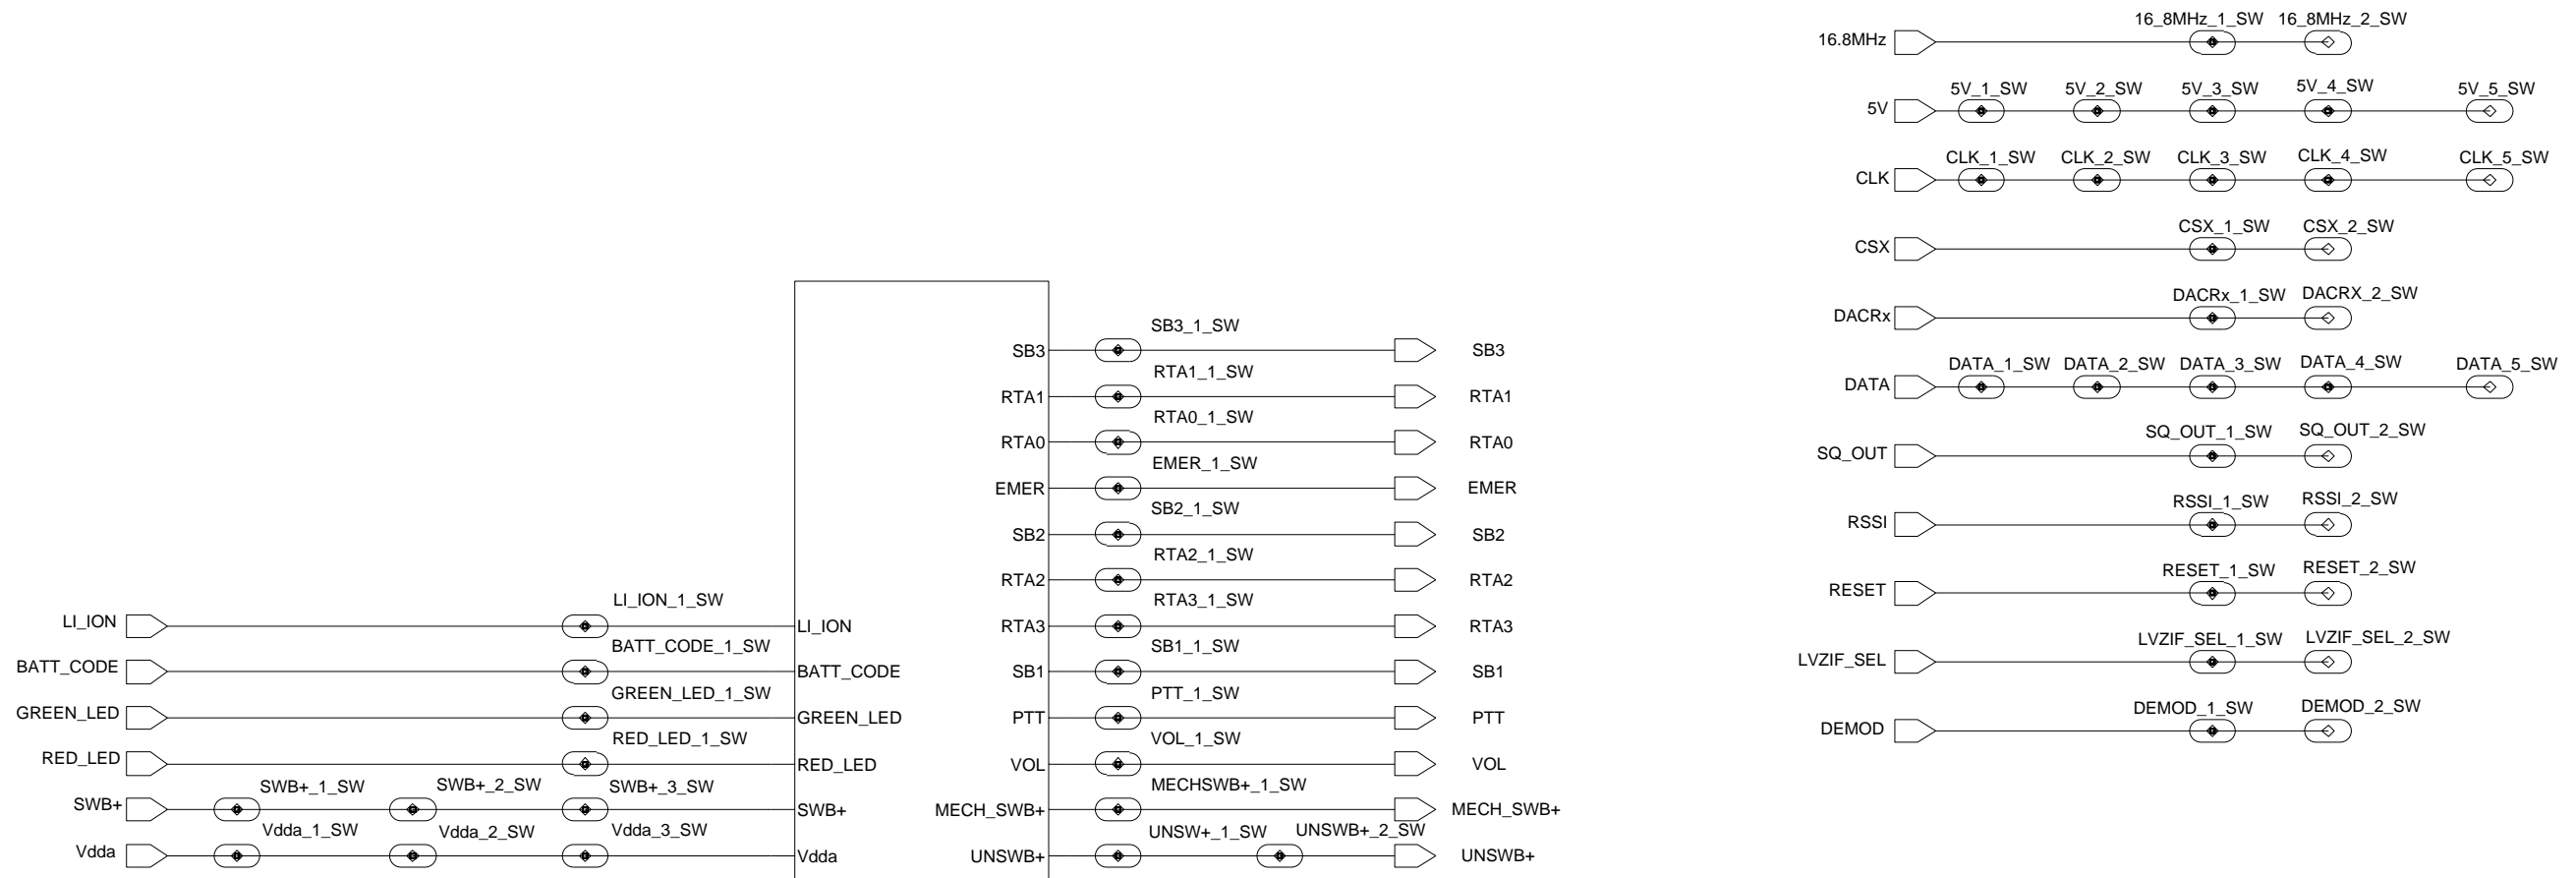 16_8MHz_1_SW 16_8MHz_2_SW
16.8MHz
5V_1_SW 5V_2_SW 5V_3_SW 5V_4_SW 5V_5_SW
5V
CLK_1_SW CLK_2_SW CLK_3_SW CLK_4_SW CLK_5_SW
CLK
CSX_1_SW CSX_2_SW
CSX
DACRx_1_SW DACRX_2_SW
DACRx
DATA_1_SW DATA_2_SW DATA_3_SW DATA_4_SW DATA_5_SW
DATA
SQ_OUT_1_SW SQ_OUT_2_SW
SQ_OUT
RSSI_1_SW RSSI_2_SW
RSSI
RESET_1_SW RESET_2_SW
RESET
LVZIF_SEL_1_SW LVZIF_SEL_2_SW
LVZIF_SEL
DEMOD_1_SW DEMOD_2_SW
DEMOD
SB3_1_SW
SB3 SB3
RTA1_1_SW
RTA1 RTA1
RTA0_1_SW
RTA0 RTA0
EMER_1_SW
EMER EMER
SB2_1_SW
SB2 SB2
RTA2_1_SW
RTA2 RTA2
RTA3_1_SW
RTA3 RTA3
SB1_1_SW
SB1 SB1
PTT_1_SW
PTT PTT
VOL_1_SW
VOL VOL
MECHSWB+_1_SW
MECH_SWB+ MECH_SWB+
UNSW+_1_SW UNSWB+_2_SW
UNSWB+ UNSWB+
LI_ION_1_SW
LI_ION LI_ION
BATT_CODE_1_SW
BATT_CODE BATT_CODE
GREEN_LED_1_SW
GREEN_LED GREEN_LED
RED_LED_1_SW
RED_LED RED_LED
SWB+_1_SW SWB+_2_SW SWB+_3_SW
SWB+ SWB+
Vdda_1_SW Vdda_2_SW Vdda_3_SW
Vdda Vdda